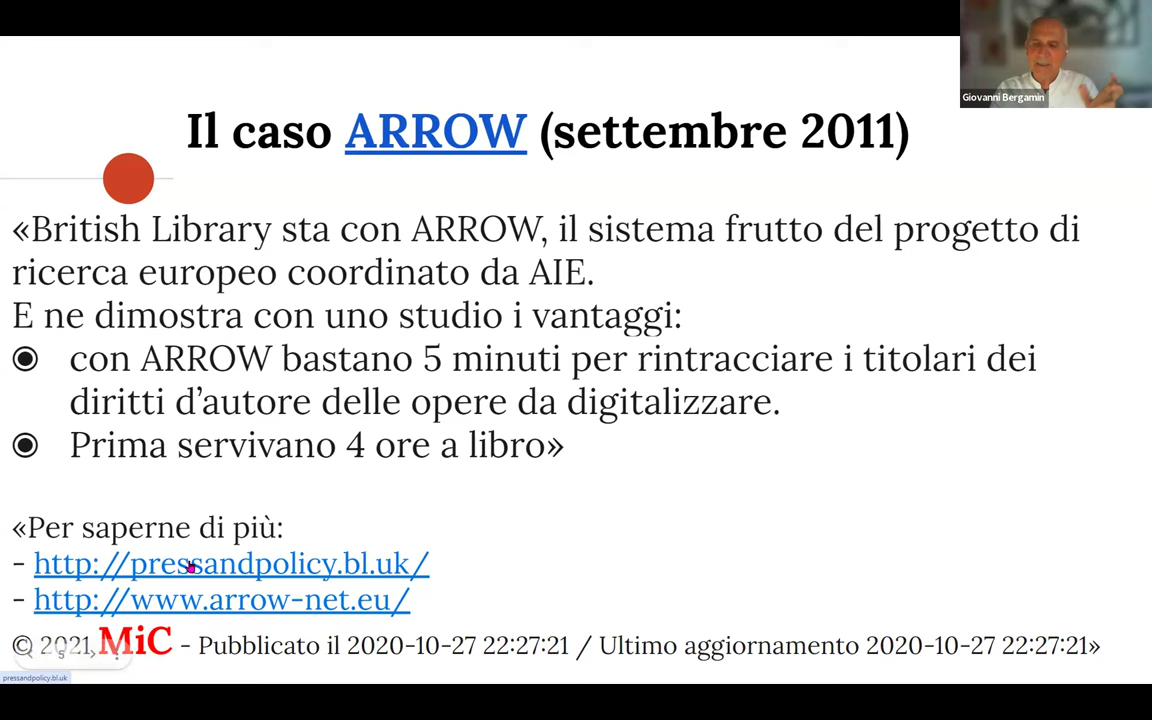 Giovanni Bergamin
Il caso ARROW (settembre 2011)
«British Library sta con ARROW, il sistema frutto del progetto di
ricerca europeo coordinato da AIE.
E ne dimostra con uno studio i vantaggi:
◉ con ARROW bastano 5 minuti per rintracciare i titolari dei
diritti d’autore delle opere da digitalizzare.
◉ Prima servivano 4 ore a libro»
«Per saperne di più:
- http://pressandpolicy.bl.uk/
- http://www.arrow-net.eu/
© 2021 MiC - Pubblicato il 2020-10-27 22:27:21 / Ultimo aggiornamento 2020-10-27 22:27:21»
5
pressandpolicy.bl.uk